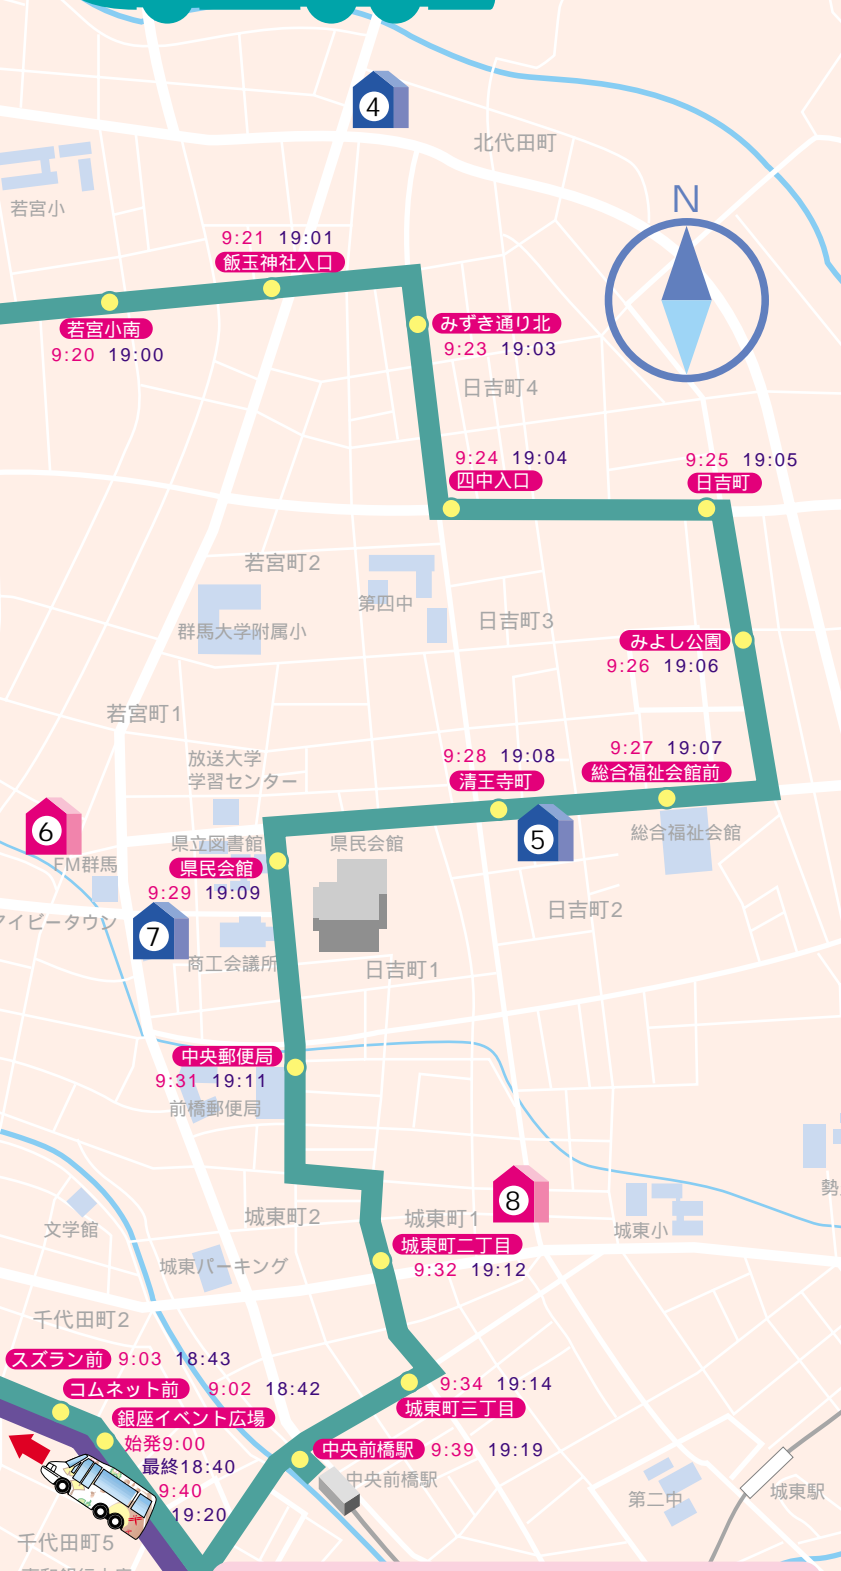 4
北代田町
N
若宮小
9:21 19:01
飯玉神社入口
若宮小南
9:20 19:00
みずき通り北
9:23 19:03
日吉町4
9:24 19:04
四中入口
9:25 19:05
日吉町
若宮町2
第四中
群馬大学附属小
日吉町3
みよし公園
9:26 19:06
若宮町1
放送大学
学習センター
9:28 19:08
清王寺町
9:27 19:07
総合福祉会館前
6
5
総合福祉会館
県立図書館
県民会館
FM群馬
県民会館
9:29 19:09
アイビータウン
7
日吉町2
商工会議所
日吉町1
中央郵便局
9:31 19:11
前橋郵便局
8
文学館
城東町2
城東町1
城東小
城東町二丁目
9:32 19:12
城東パーキング
千代田町2
スズラン前 9:03 18:43
コムネット前 9:02 18:42
9:34 19:14
城東町三丁目
銀座イベント広場
始発9:00
最終18:40
9:40
19:20
中央前橋駅 9:39 19:19
中央前橋駅
第二中
城東駅
千代田町5